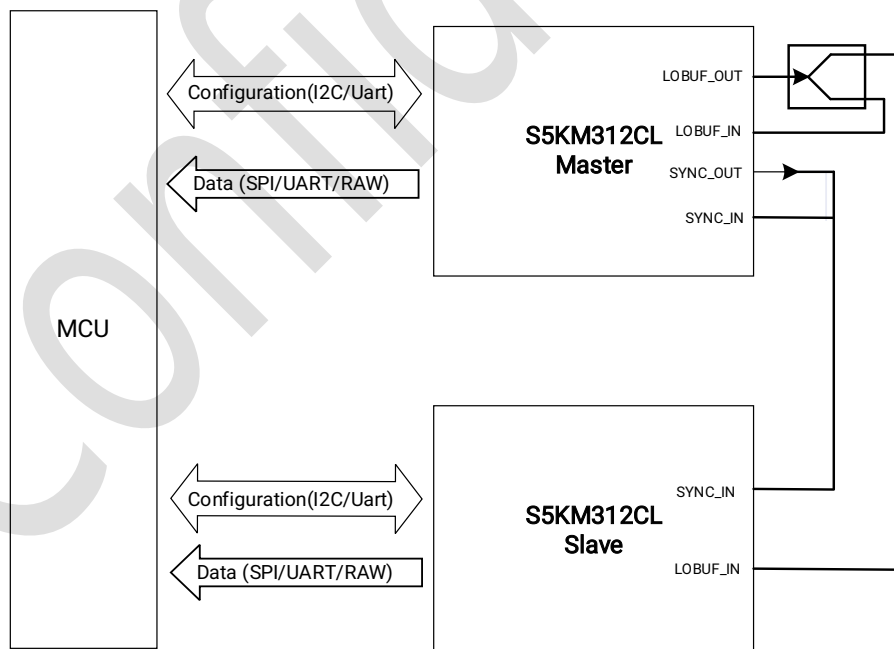 Configuration(I2C/Uart)
Data (SPI/UART/RAW)
S5KM312CL
Master
LOBUF_OUT
LOBUF_IN
SYNC_OUT
SYNC_IN
MCU
Configuration(I2C/Uart)
Data (SPI/UART/RAW)
S5KM312CL
Slave
SYNC_IN
LOBUF_IN
Confid